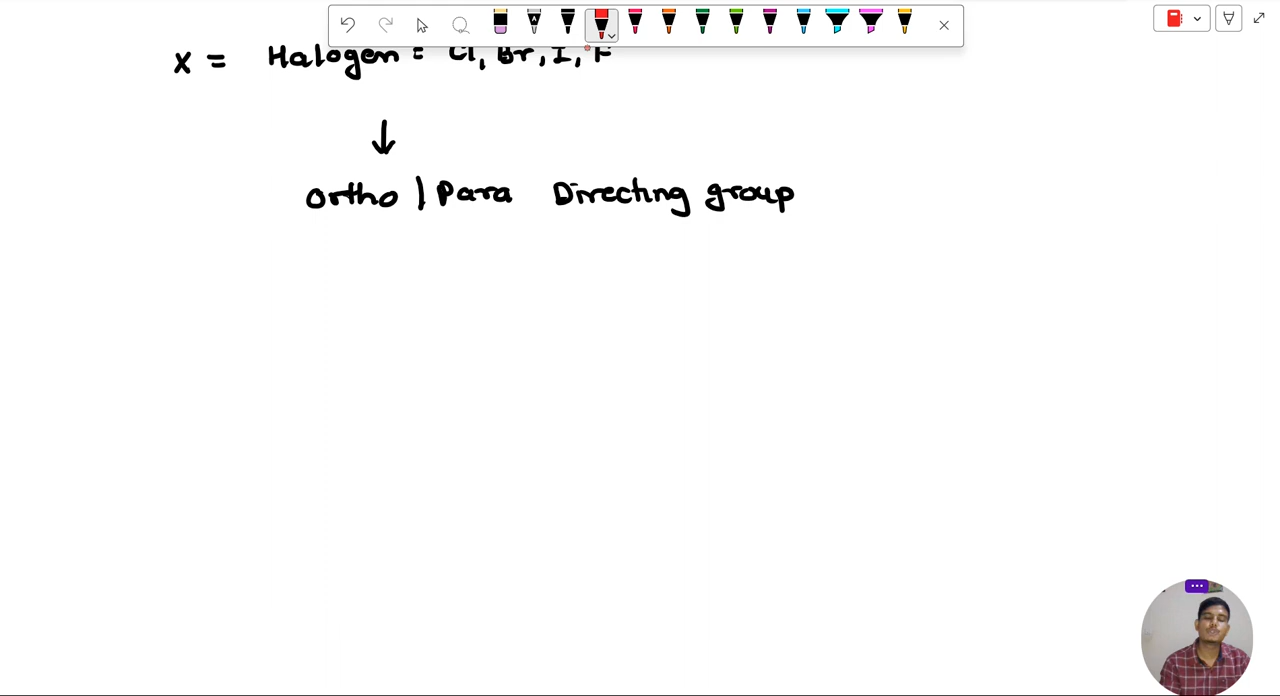 x = Halogen = Cl, Br, I, F
Ortho | Para Directing group